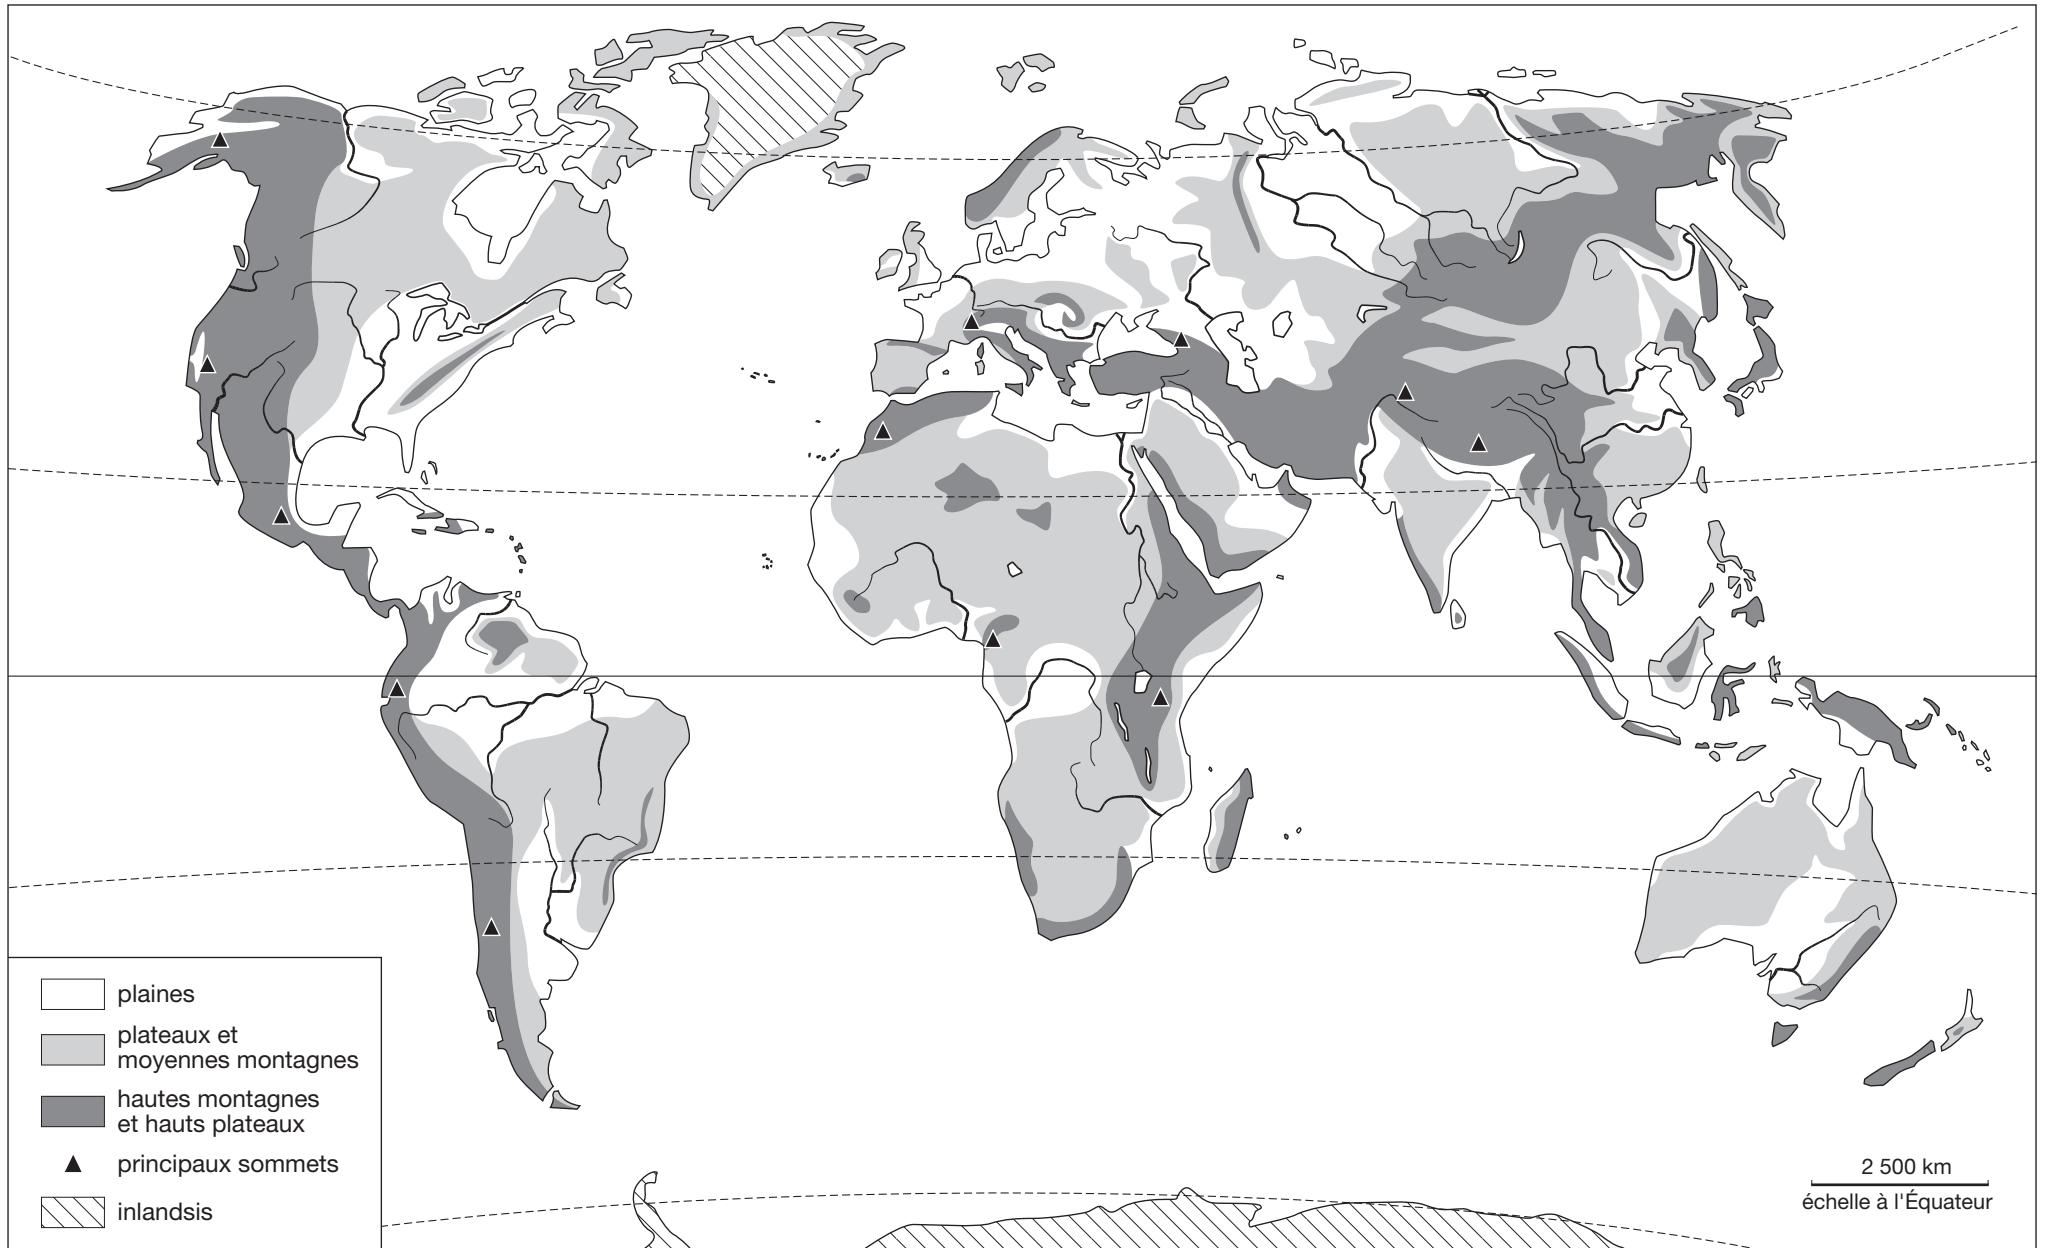 plaines
plateaux et
moyennes montagnes
hautes montagnes
et hauts plateaux
principaux sommets
inlandsis
2 500 km
échelle à l'Équateur